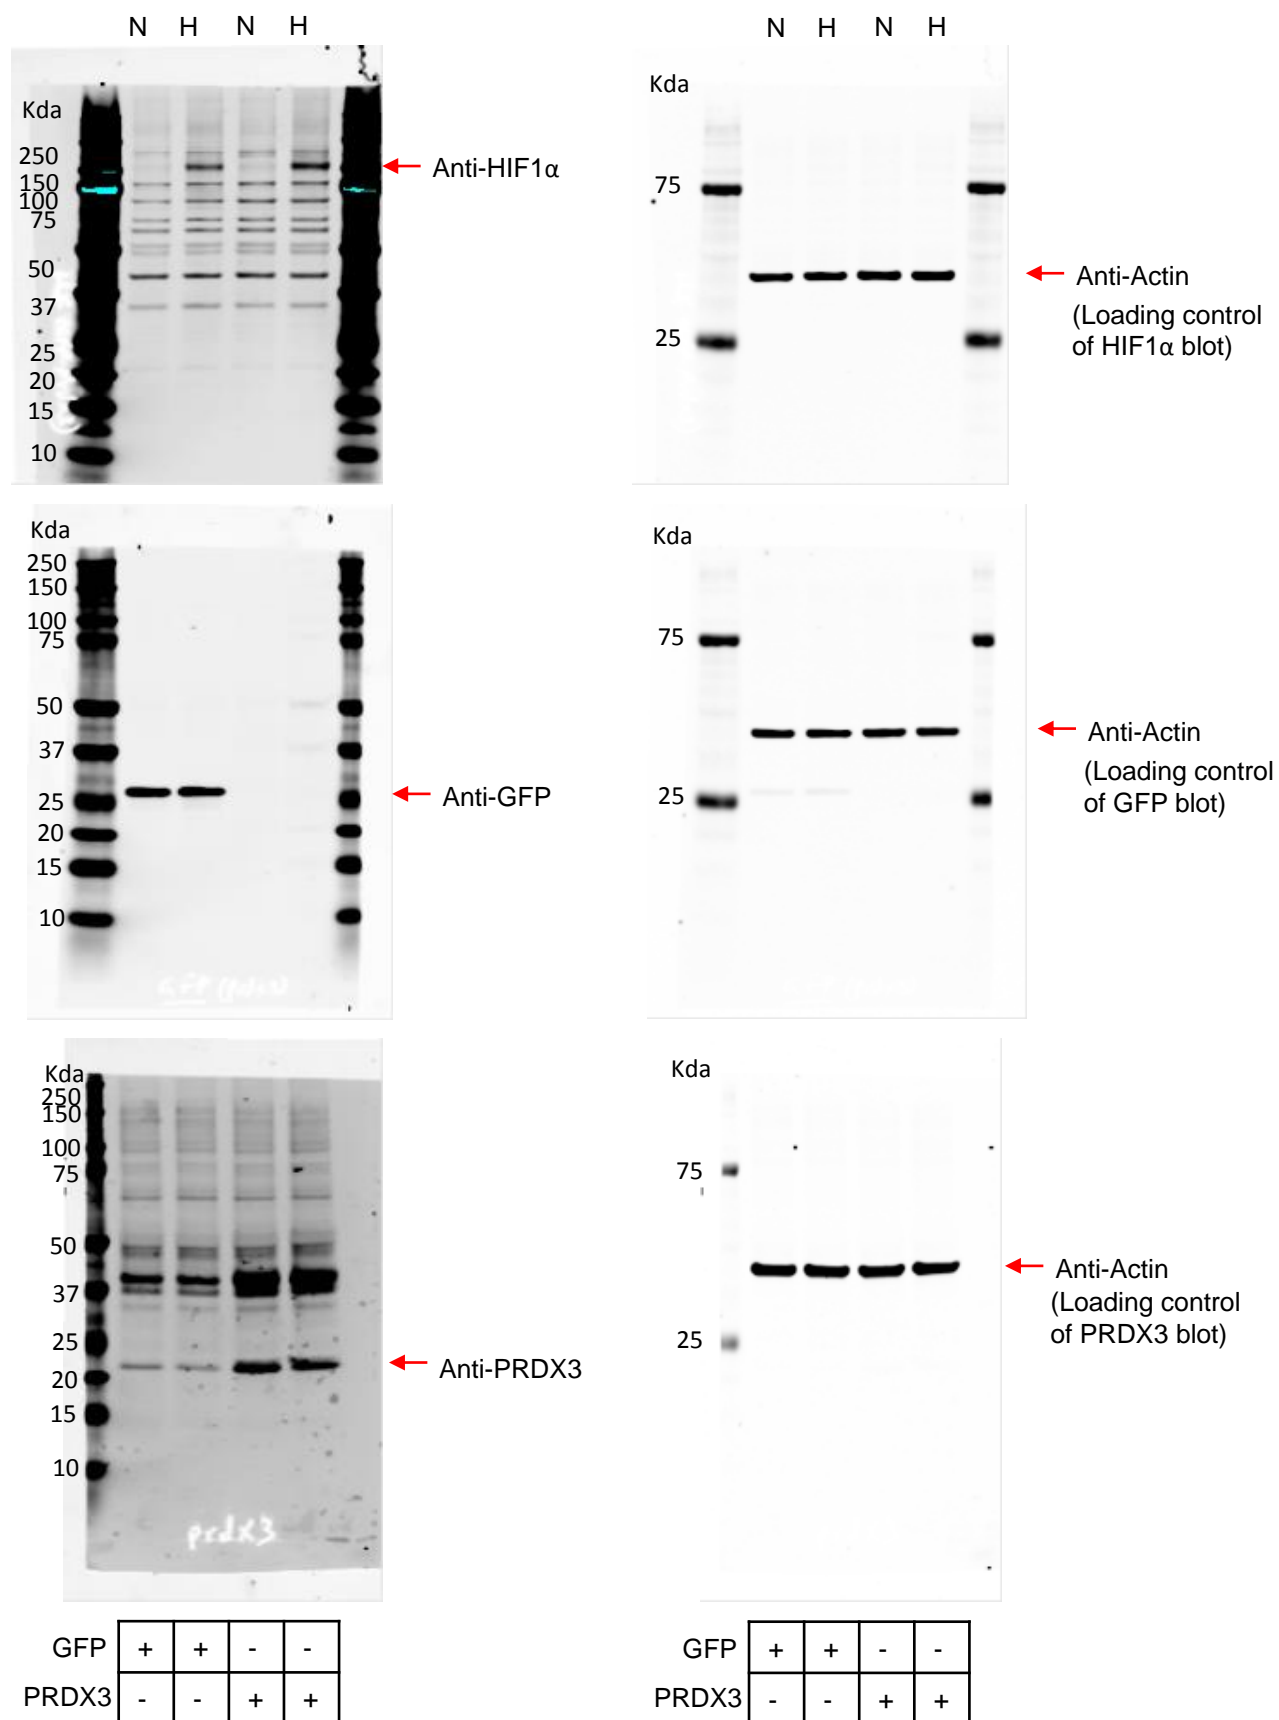 N H N H
N H N H
Kda
250
150
100
75
50
37
25
20
15
10
Anti-HIF1α
Kda
75
25
Anti-Actin
(Loading control
of HIF1α blot)
Kda
250
150
100
75
50
37
25
20
15
10
Anti-GFP
Kda
75
25
Anti-Actin
(Loading control
of GFP blot)
Kda
250
150
100
75
50
37
25
20
15
10
Anti-PRDX3
prdx3
Kda
75
25
Anti-Actin
(Loading control
of PRDX3 blot)
GFP + + - -
PRDX3 - - + +
GFP + + - -
PRDX3 - - + +